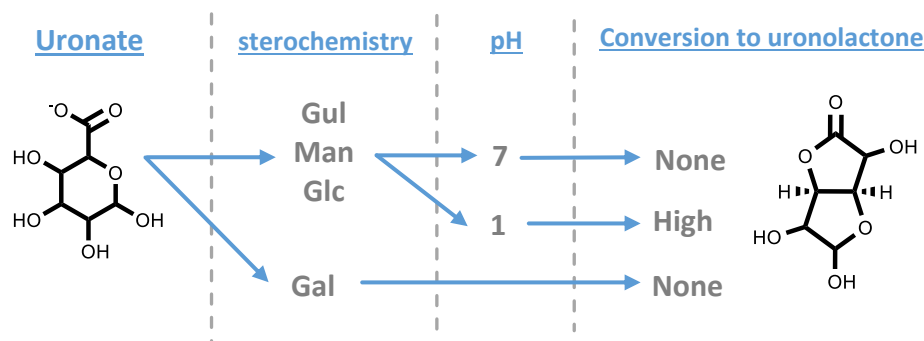 Uronate
sterochemistry
pH
Conversion to uronolactone
⁻O
O
HO
O
HO
OH
OH
Gul
Man
Glc
Gal
7
1
None
High
None
O
OH
O
H
H
O
HO
OH